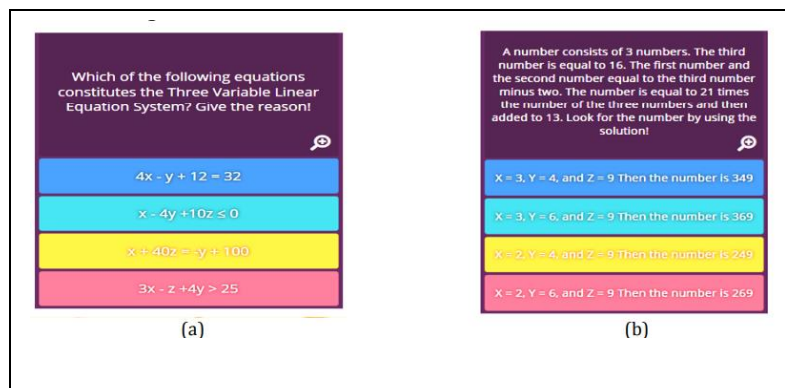 Which of the following equations
constitutes the Three Variable Linear
Equation System? Give the reason!
4x - y + 12 = 32
x - 4y +10z ≤ 0
x + 40z = -y + 100
3x - z +4y > 25
(a)
A number consists of 3 numbers. The third
number is equal to 16. The first number and
the second number equal to the third number
minus two. The number is equal to 21 times
the number of the three numbers and then
added to 13. Look for the number by using the
solution!
X = 3, Y = 4, and Z = 9 Then the number is 349
X = 3, Y = 6, and Z = 9 Then the number is 369
X = 2, Y = 4, and Z = 9 Then the number is 249
X = 2, Y = 6, and Z = 9 Then the number is 269
(b)